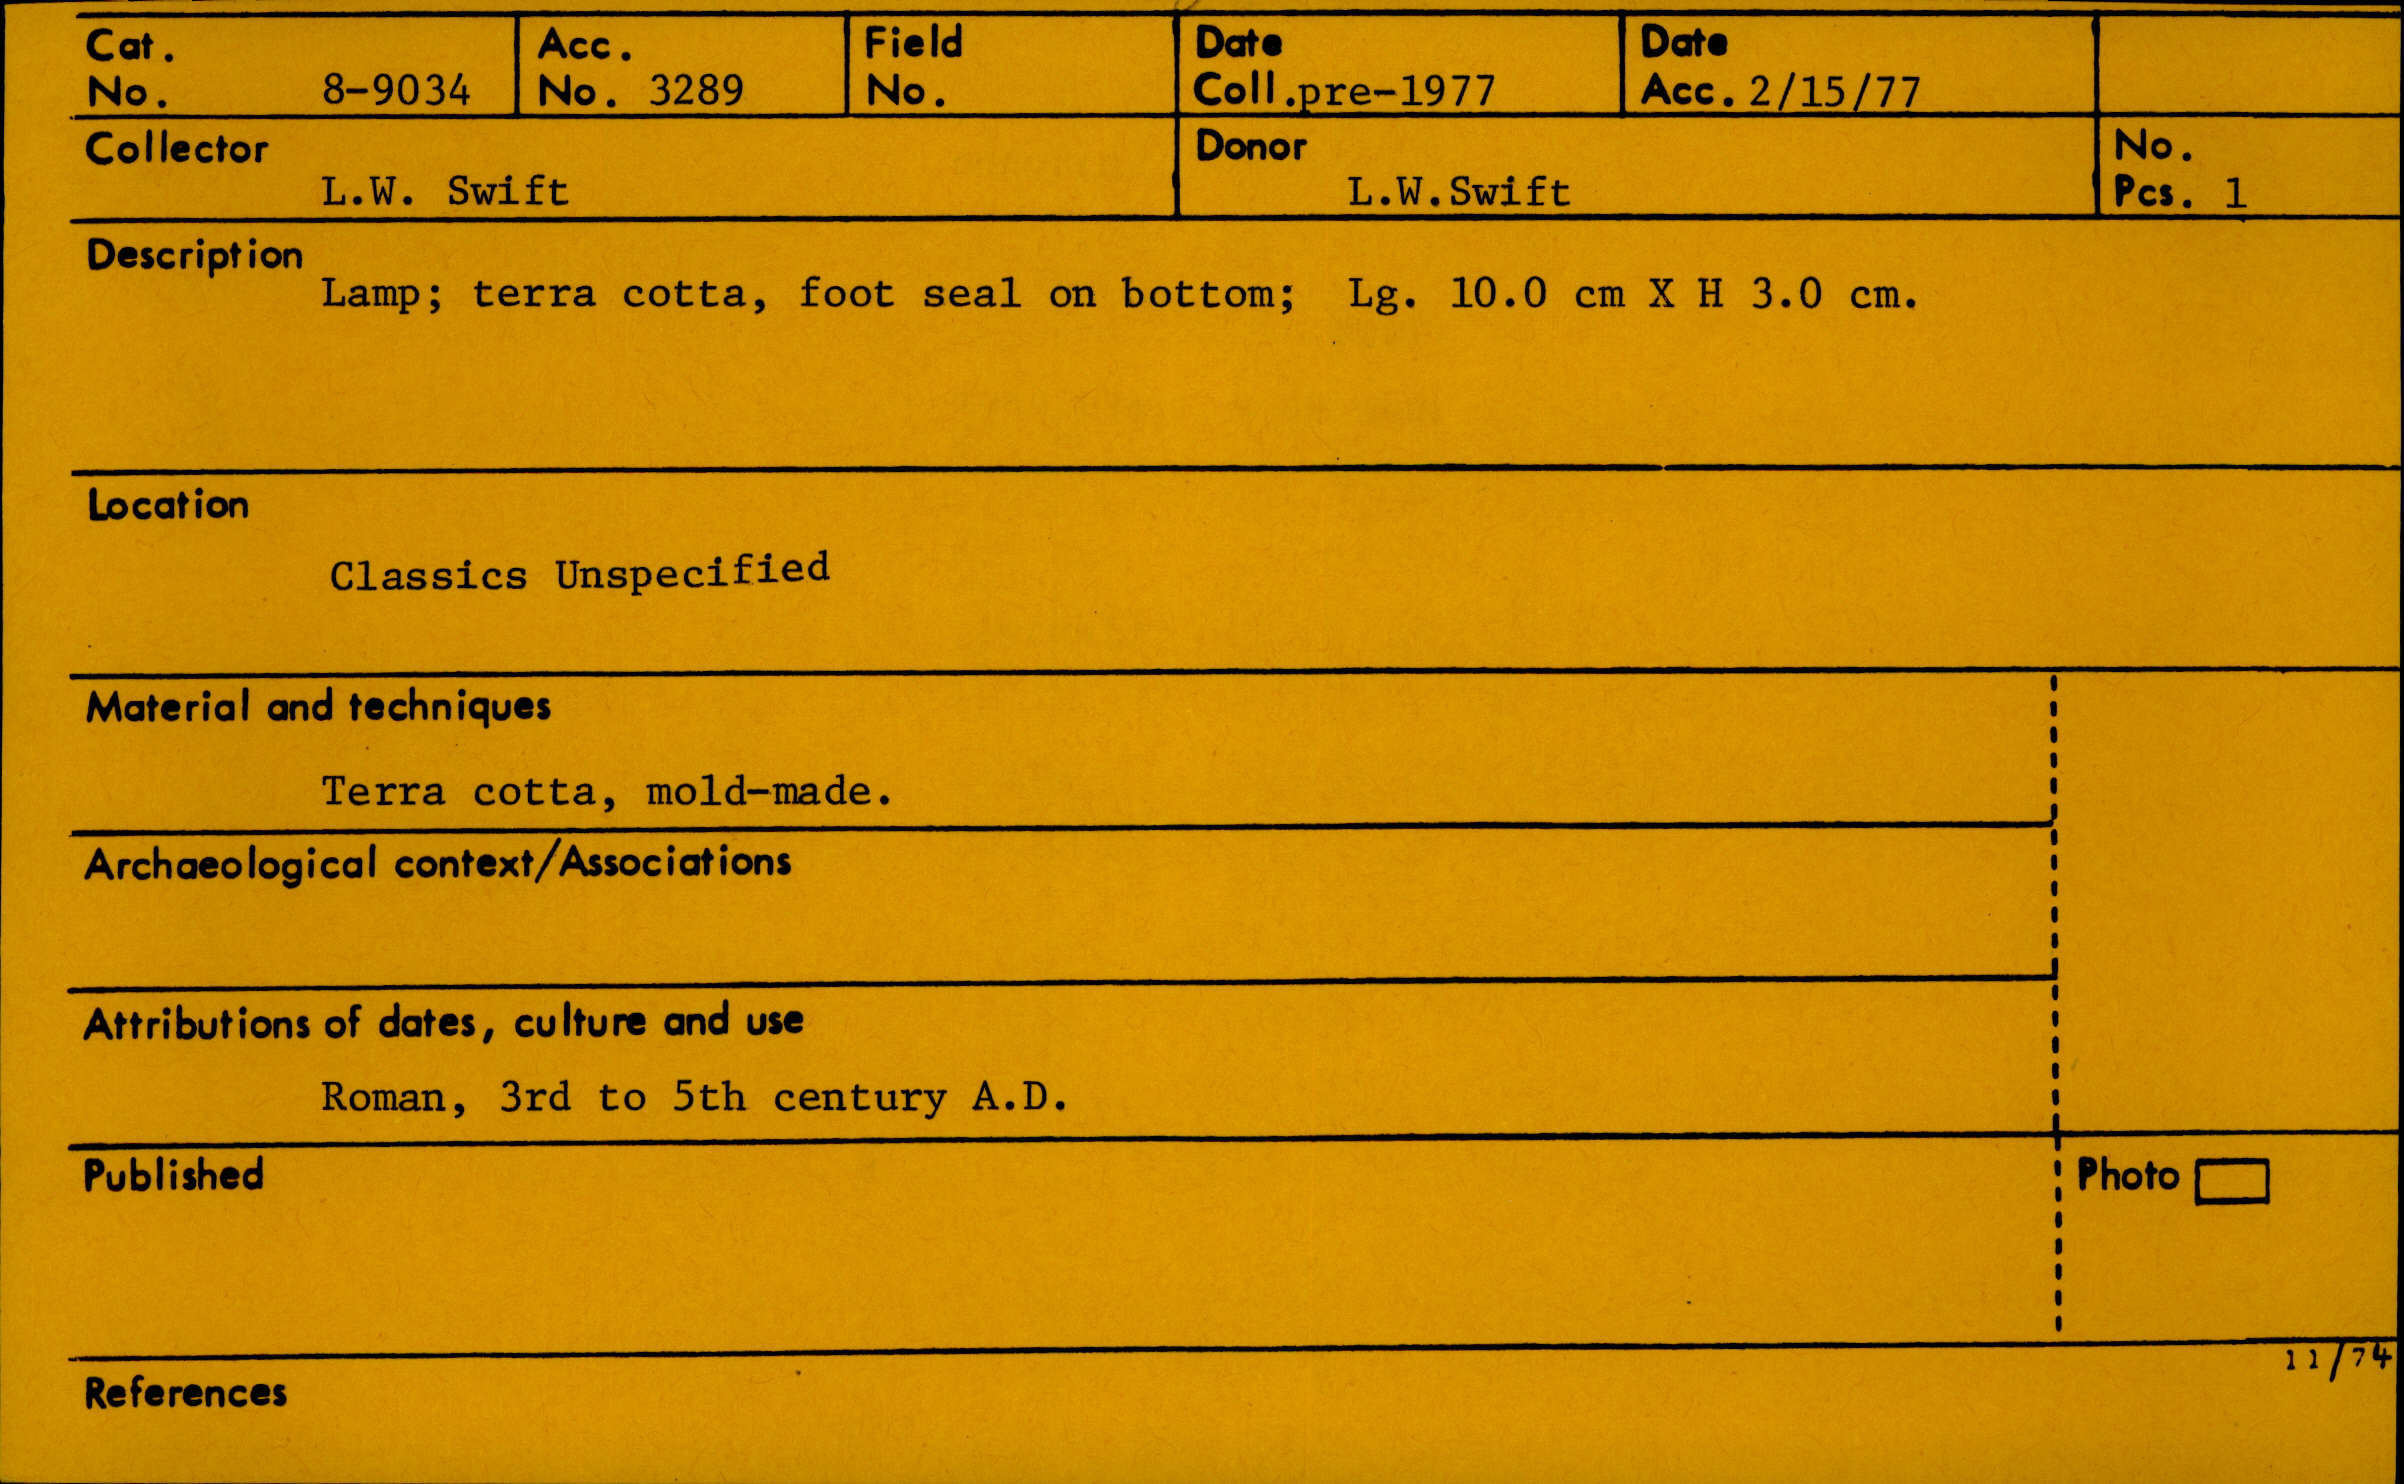 Cat. No. 8-9034
Acc. No. 3289
Field No.
Date Coll. pre-1977
Date Acc. 2/15/77
Collector
L.W. Swift
Donor
L.W.Swift
No. Pcs. 1
Description
Lamp; terra cotta, foot seal on bottom; Lg. 10.0 cm X H 3.0 cm.
Location
Classics Unspecified
Material and techniques
Terra cotta, mold-made.
Archaeological context/Associations
Attributions of dates, culture and use
Roman, 3rd to 5th century A.D.
Published
Photo
11/74
References